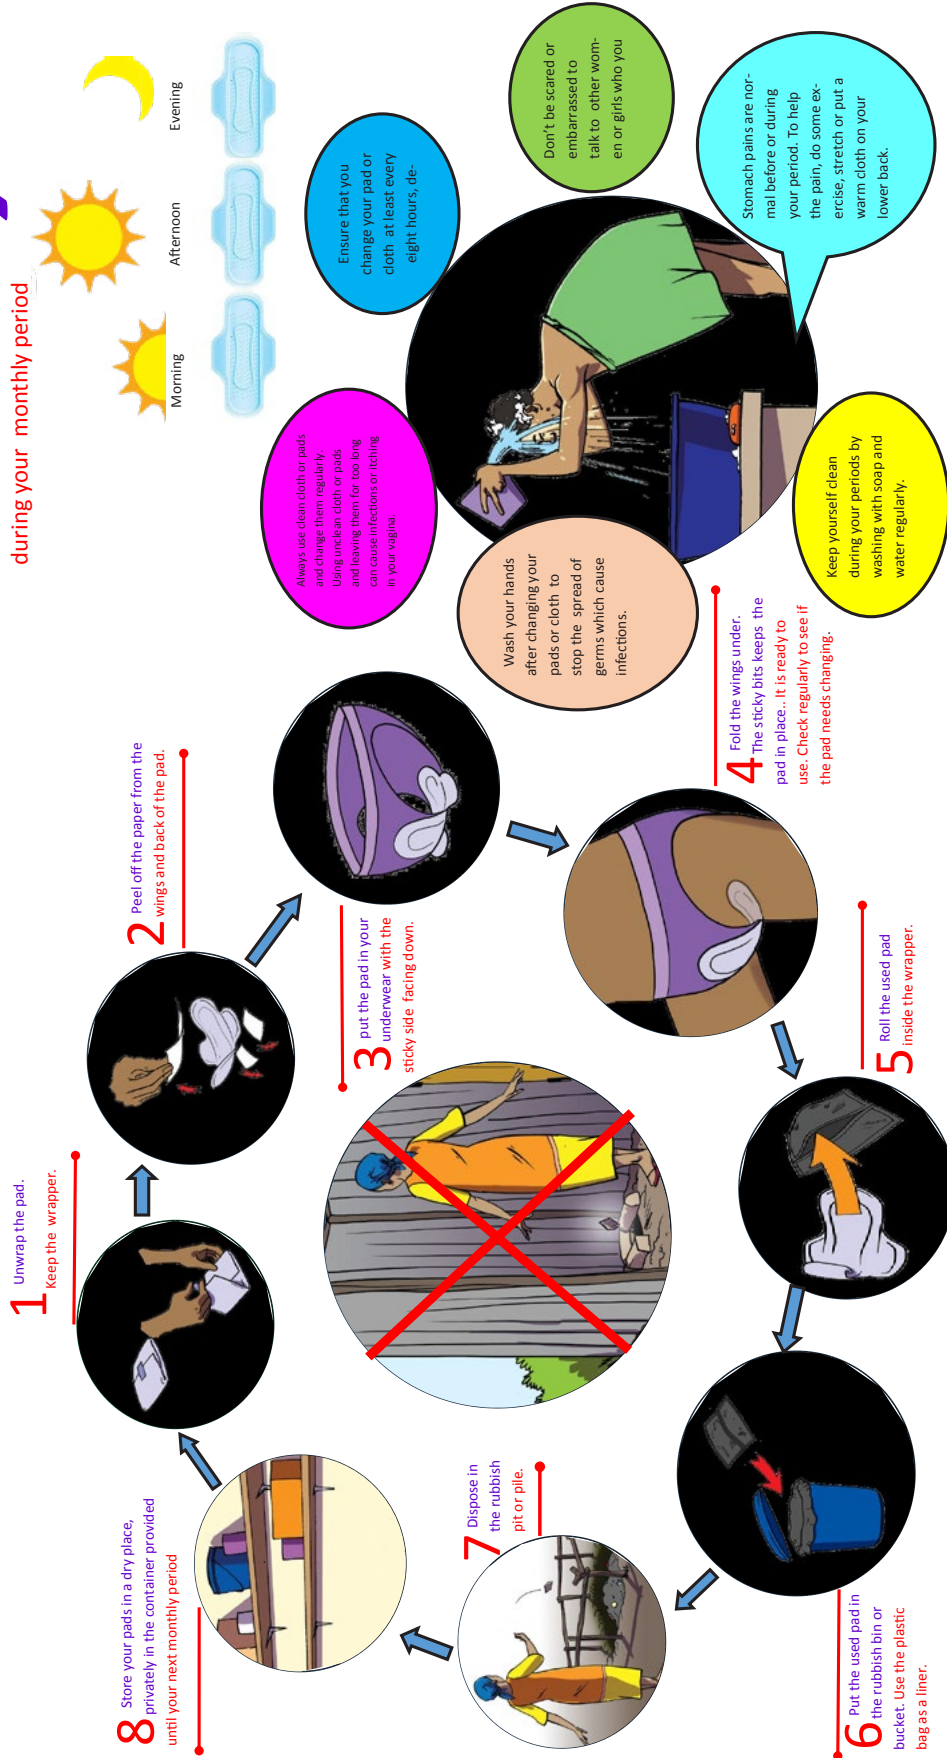 during your monthly period
Morning
Afternoon
Evening
1
Unwrap the pad.
Keep the wrapper.
2
Peel off the paper from the
wings and back of the pad.
3
put the pad in your
underwear with the
sticky side facing down.
4
Fold the wings under.
The sticky bits keeps the
pad in place.. It is ready to
use. Check regularly to see if
the pad needs changing.
5
Roll the used pad
inside the wrapper.
6
Put the used pad in
the rubbish bin or
bucket. Use the plastic
bag as a liner.
7
Dispose in
the rubbish
pit or pile.
8
Store your pads in a dry place,
privately in the container provided
until your next monthly period
Always use clean cloth or pads
and change them regularly.
Using unclean cloth or pads
and leaving them for too long
can cause infections or itching
in your vagina.
Ensure that you
change your pad or
cloth at least every
eight hours, de-
Don't be scared or
embarrassed to
talk to other wom-
en or girls who you
Wash your hands
after changing your
pads or cloth to
stop the spread of
germs which cause
infections.
Keep yourself clean
during your periods by
washing with soap and
water regularly.
Stomach pains are nor-
mal before or during
your period. To help
the pain, do some ex-
ercise, stretch or put a
warm cloth on your
lower back.